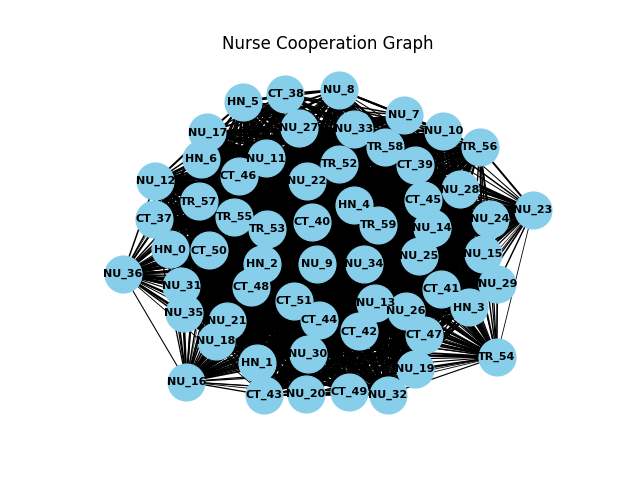 Nurse Cooperation Graph
NU_8
CT_38
HN_5
NU_7
NU_27
NU_33
NU_10
NU_17
TR_58
TR_56
HN_6
NU_11
TR_52
CT_39
CT_46
NU_12
NU_22
NU_28
TR_57
CT_45
HN_4
NU_23
CT_37
TR_55
CT_40
NU_24
TR_53
TR_59
NU_14
HN_0
CT_50
NU_15
NU_25
HN_2
NU_9
NU_34
NU_36
NU_31
CT_48
NU_29
CT_41
CT_51
NU_13
HN_3
NU_35
NU_26
NU_21
CT_44
CT_42
CT_47
NU_18
NU_30
TR_54
HN_1
NU_19
NU_16
CT_43
NU_20
CT_49
NU_32